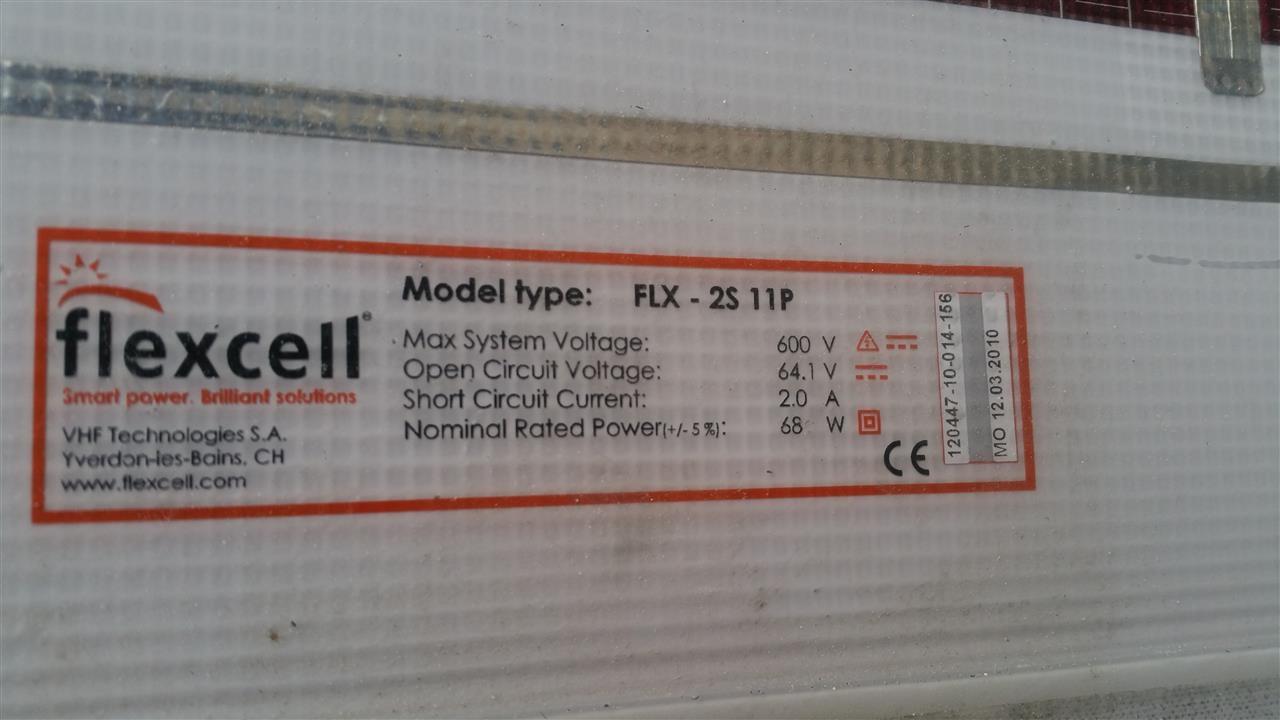 flexcell®
Smart power. Brilliant solutions
VHF Technologies S.A.
Yverdon-les-Bains, CH
www.flexcell.com
Model type: FLX - 2S 11P
Max System Voltage: 600 V
Open Circuit Voltage: 64.1 V
Short Circuit Current: 2.0 A
Nominal Rated Power(+/- 5%): 68 W
CE
120447-10-014-156
MO 12.03.2010